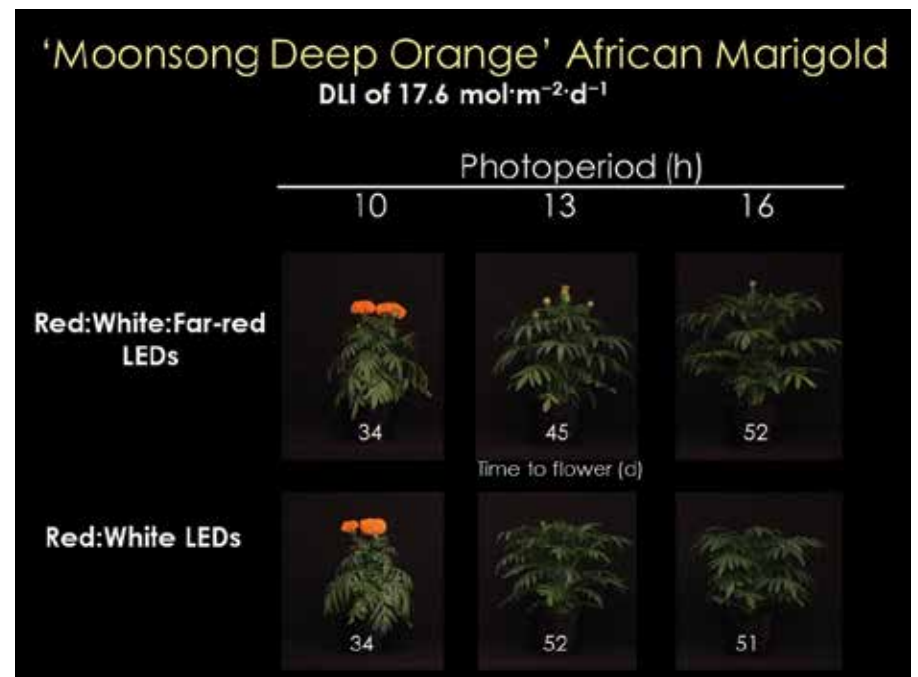 ‘Moonsong Deep Orange’ African Marigold
DLI of 17.6 mol·m⁻²·d⁻¹
Photoperiod (h)
10 13 16
Red:White:Far-red
LEDs
34 45 52
Time to flower (d)
Red:White LEDs
34 52 51